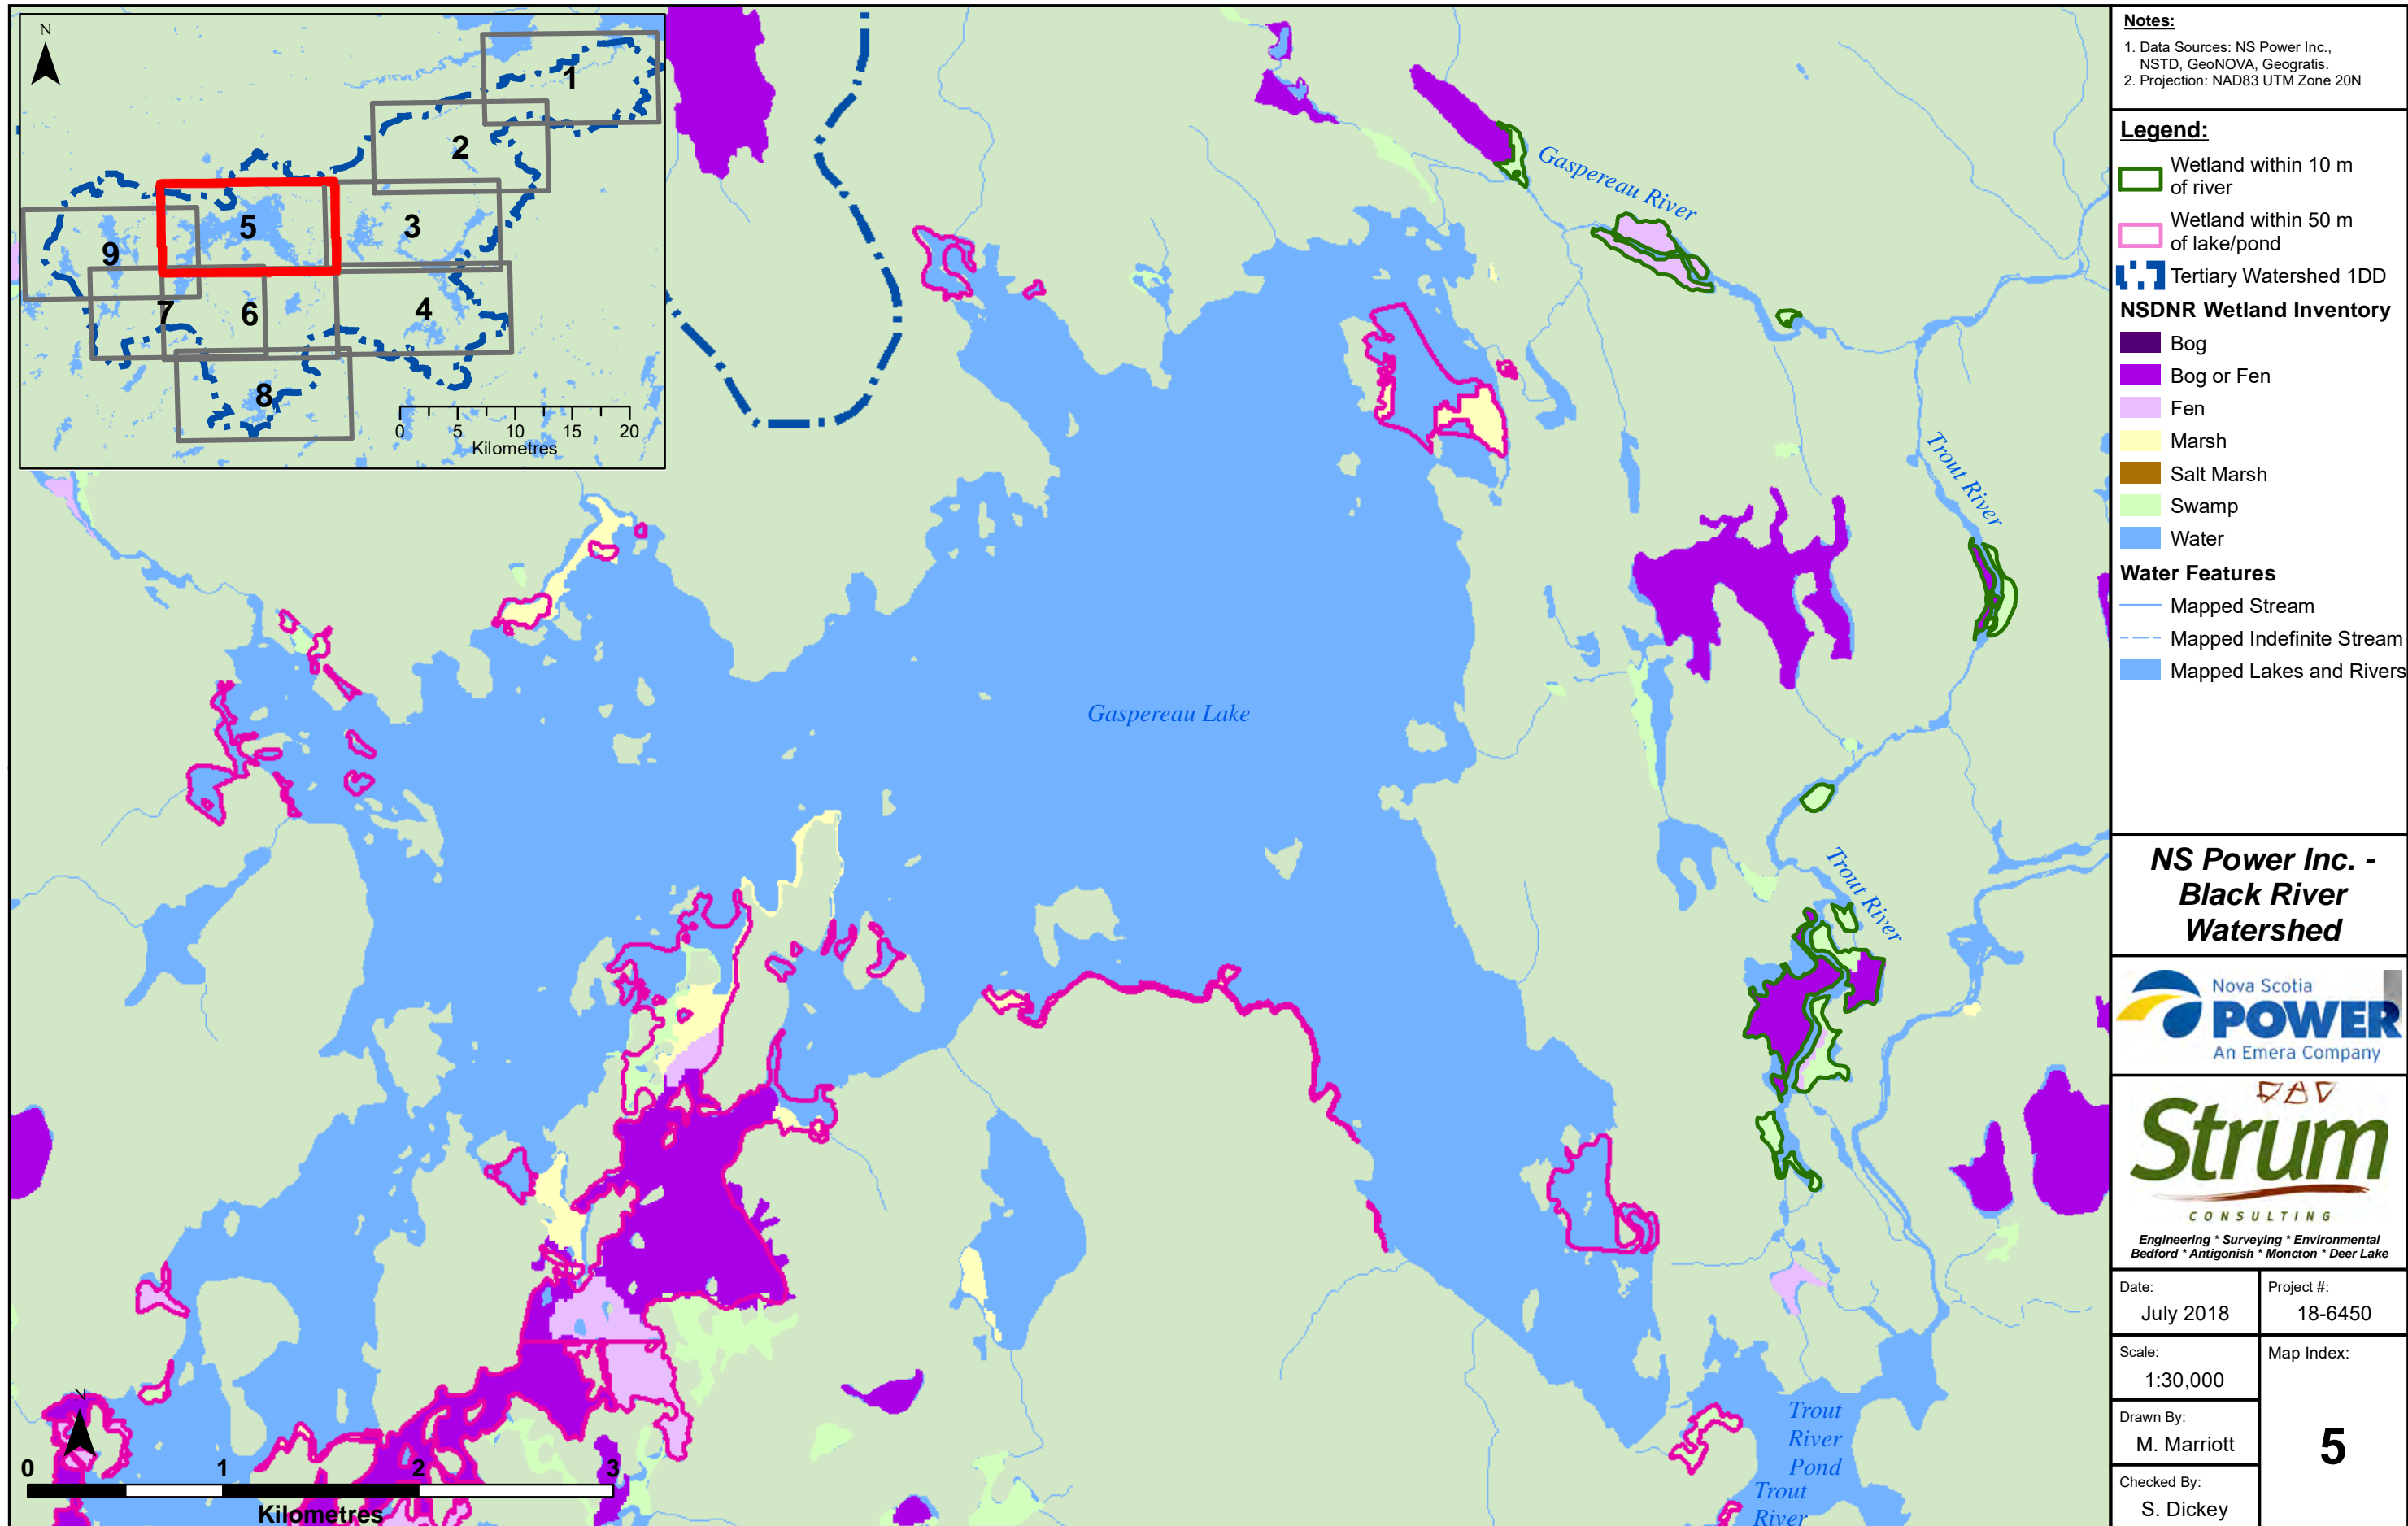 N
1
2
3
4
5
6
7
8
9
0 5 10 15 20
Kilometres
Gaspereau River
Trout River
Gaspereau Lake
Trout River
Trout
River
Pond
Trout
River
N
0 1 2 3
Kilometres
Notes:
1. Data Sources: NS Power Inc.,
NSTD, GeoNOVA, Geogratis.
2. Projection: NAD83 UTM Zone 20N
Legend:
Wetland within 10 m
of river
Wetland within 50 m
of lake/pond
Tertiary Watershed 1DD
NSDNR Wetland Inventory
Bog
Bog or Fen
Fen
Marsh
Salt Marsh
Swamp
Water
Water Features
Mapped Stream
Mapped Indefinite Stream
Mapped Lakes and Rivers
NS Power Inc. -
Black River
Watershed
Nova Scotia
POWER
An Emera Company
Strum
CONSULTING
Engineering * Surveying * Environmental
Bedford * Antigonish * Moncton * Deer Lake
Date:
July 2018
Project #:
18-6450
Scale:
1:30,000
Map Index:
5
Drawn By:
M. Marriott
Checked By:
S. Dickey